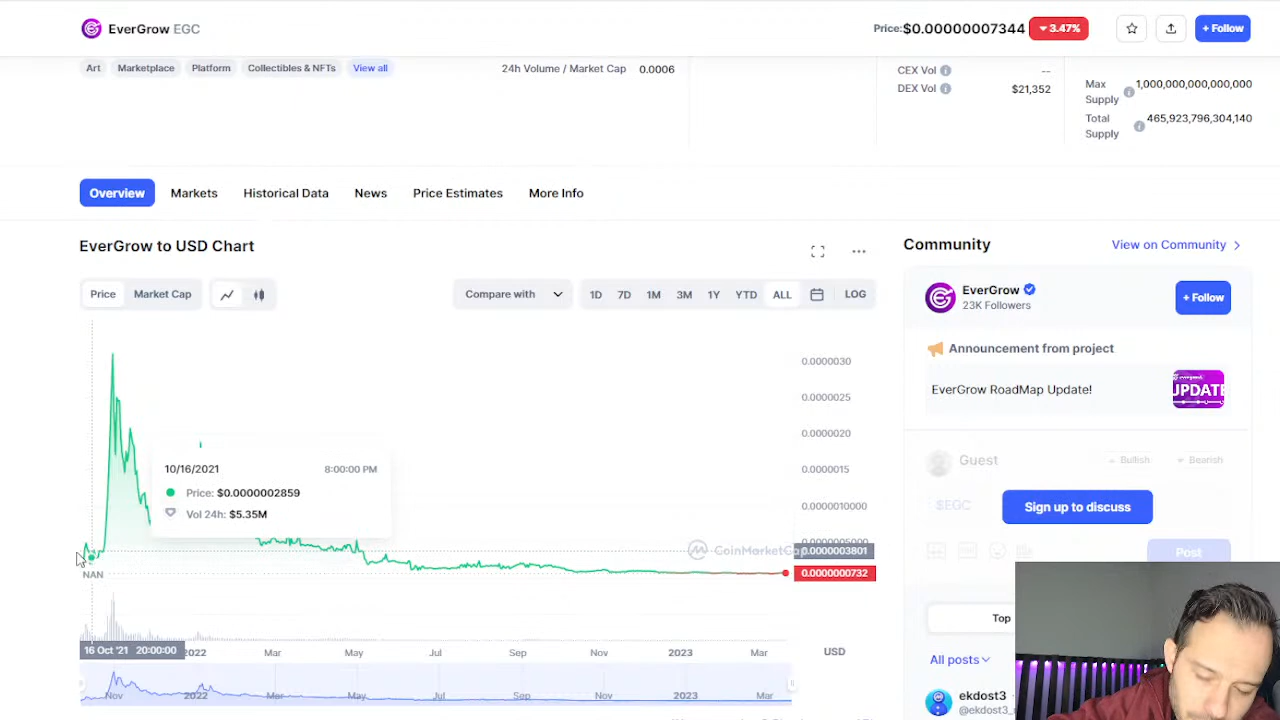 EverGrow EGC
Price:$0.00000007344 3.47%
+ Follow
Art Marketplace Platform Collectibles & NFTs View all
24h Volume / Market Cap 0.0006
CEX Vol --
DEX Vol $21,352
Max Supply 1,000,000,000,000,000
Total Supply 465,923,796,304,140
Overview Markets Historical Data News Price Estimates More Info
EverGrow to USD Chart
Price Market Cap
Compare with
1D 7D 1M 3M 1Y YTD ALL LOG
0.0000030
0.0000025
0.0000020
0.0000015
0.0000010000
0.0000005000
0.0000003801
0.0000000732
10/16/2021 8:00:00 PM
Price: $0.0000002859
Vol 24h: $5.35M
CoinMarketCap
NAN
16 Oct '21 20:00:00
2022 Mar May Jul Sep Nov 2023 Mar
USD
Nov 2022 Mar May Jul Sep Nov 2023 Mar
Community
View on Community
EverGrow
23K Followers
+ Follow
Announcement from project
EverGrow RoadMap Update!
UPDATE
Guest
Bullish Bearish
$EGC
Sign up to discuss
Post
Top
All posts
ekdost3